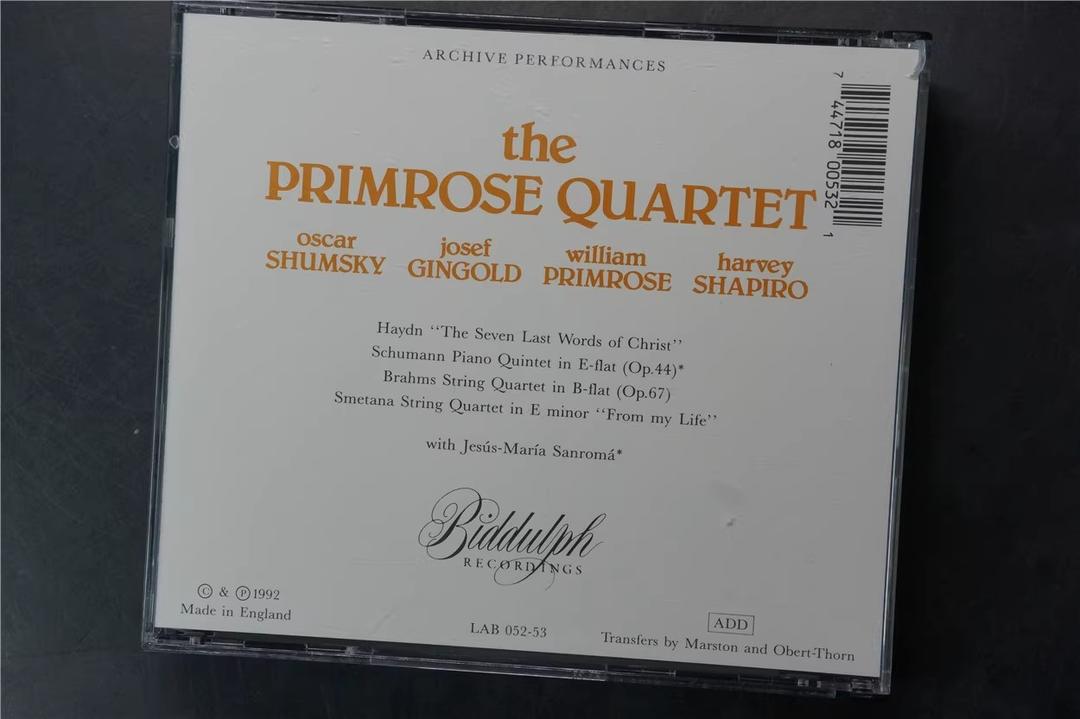 ARCHIVE PERFORMANCES
the
PRIMROSE QUARTET
oscar SHUMSKY
josef GINGOLD
william PRIMROSE
harvey SHAPIRO
Haydn ‘‘The Seven Last Words of Christ’’
Schumann Piano Quintet in E-flat (Op.44)*
Brahms String Quartet in B-flat (Op.67)
Smetana String Quartet in E minor ‘‘From my Life’’
with Jesús-María Sanromá*
Biddulph
RECORDINGS
© & ℗ 1992
Made in England
LAB 052-53
ADD
Transfers by Marston and Obert-Thorn
7 44718 00532 1